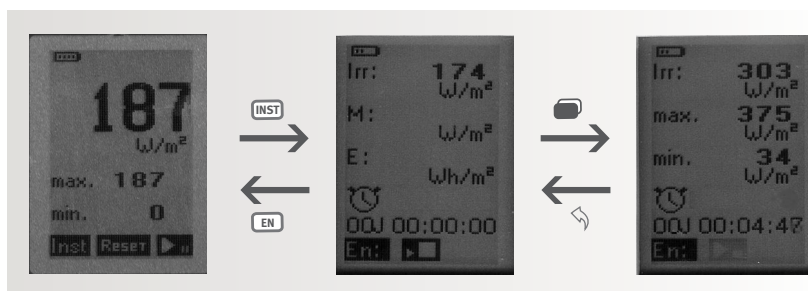 187
W/m²
max. 187
min. 0
Inst Reset
INST
EN
Irr: 174
W/m²
M:
W/m²
E:
Wh/m²
00J 00:00:00
En:
Irr: 303
W/m²
max. 375
W/m²
min. 34
W/m²
00J 00:04:47
En: